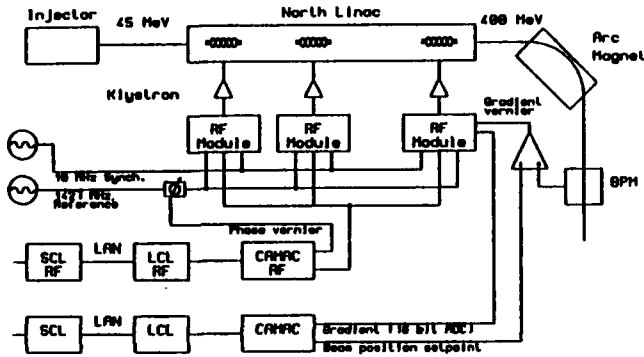 Injector
45 MeV
North Linac
400 MeV
Arc
Magnet
Klystron
Gradient
vernier
RF
Module
RF
Module
RF
Module
10 MHz Synch.
1497 MHz
Reference
BPM
Phase vernier
SCL
RF
LAN
LCL
RF
CAMAC
RF
SCL
LAN
LCL
CAMAC
Gradient (16 bit ADC)
Beam position setpoint